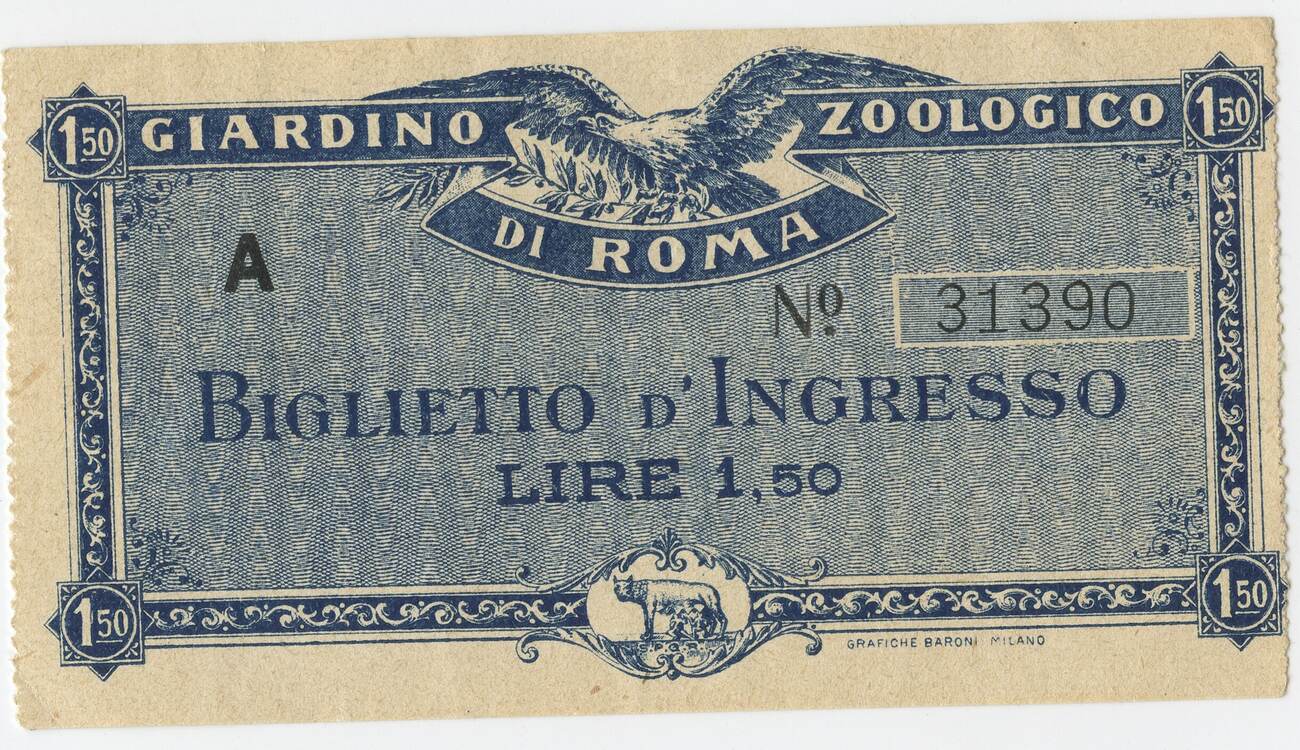 1.50 GIARDINO ZOOLOGICO 1.50
DI ROMA
A
Nº. 31390
BIGLIETTO D'INGRESSO
LIRE 1,50
S.P.Q.R.
1.50 1.50
GRAFICHE BARONI MILANO